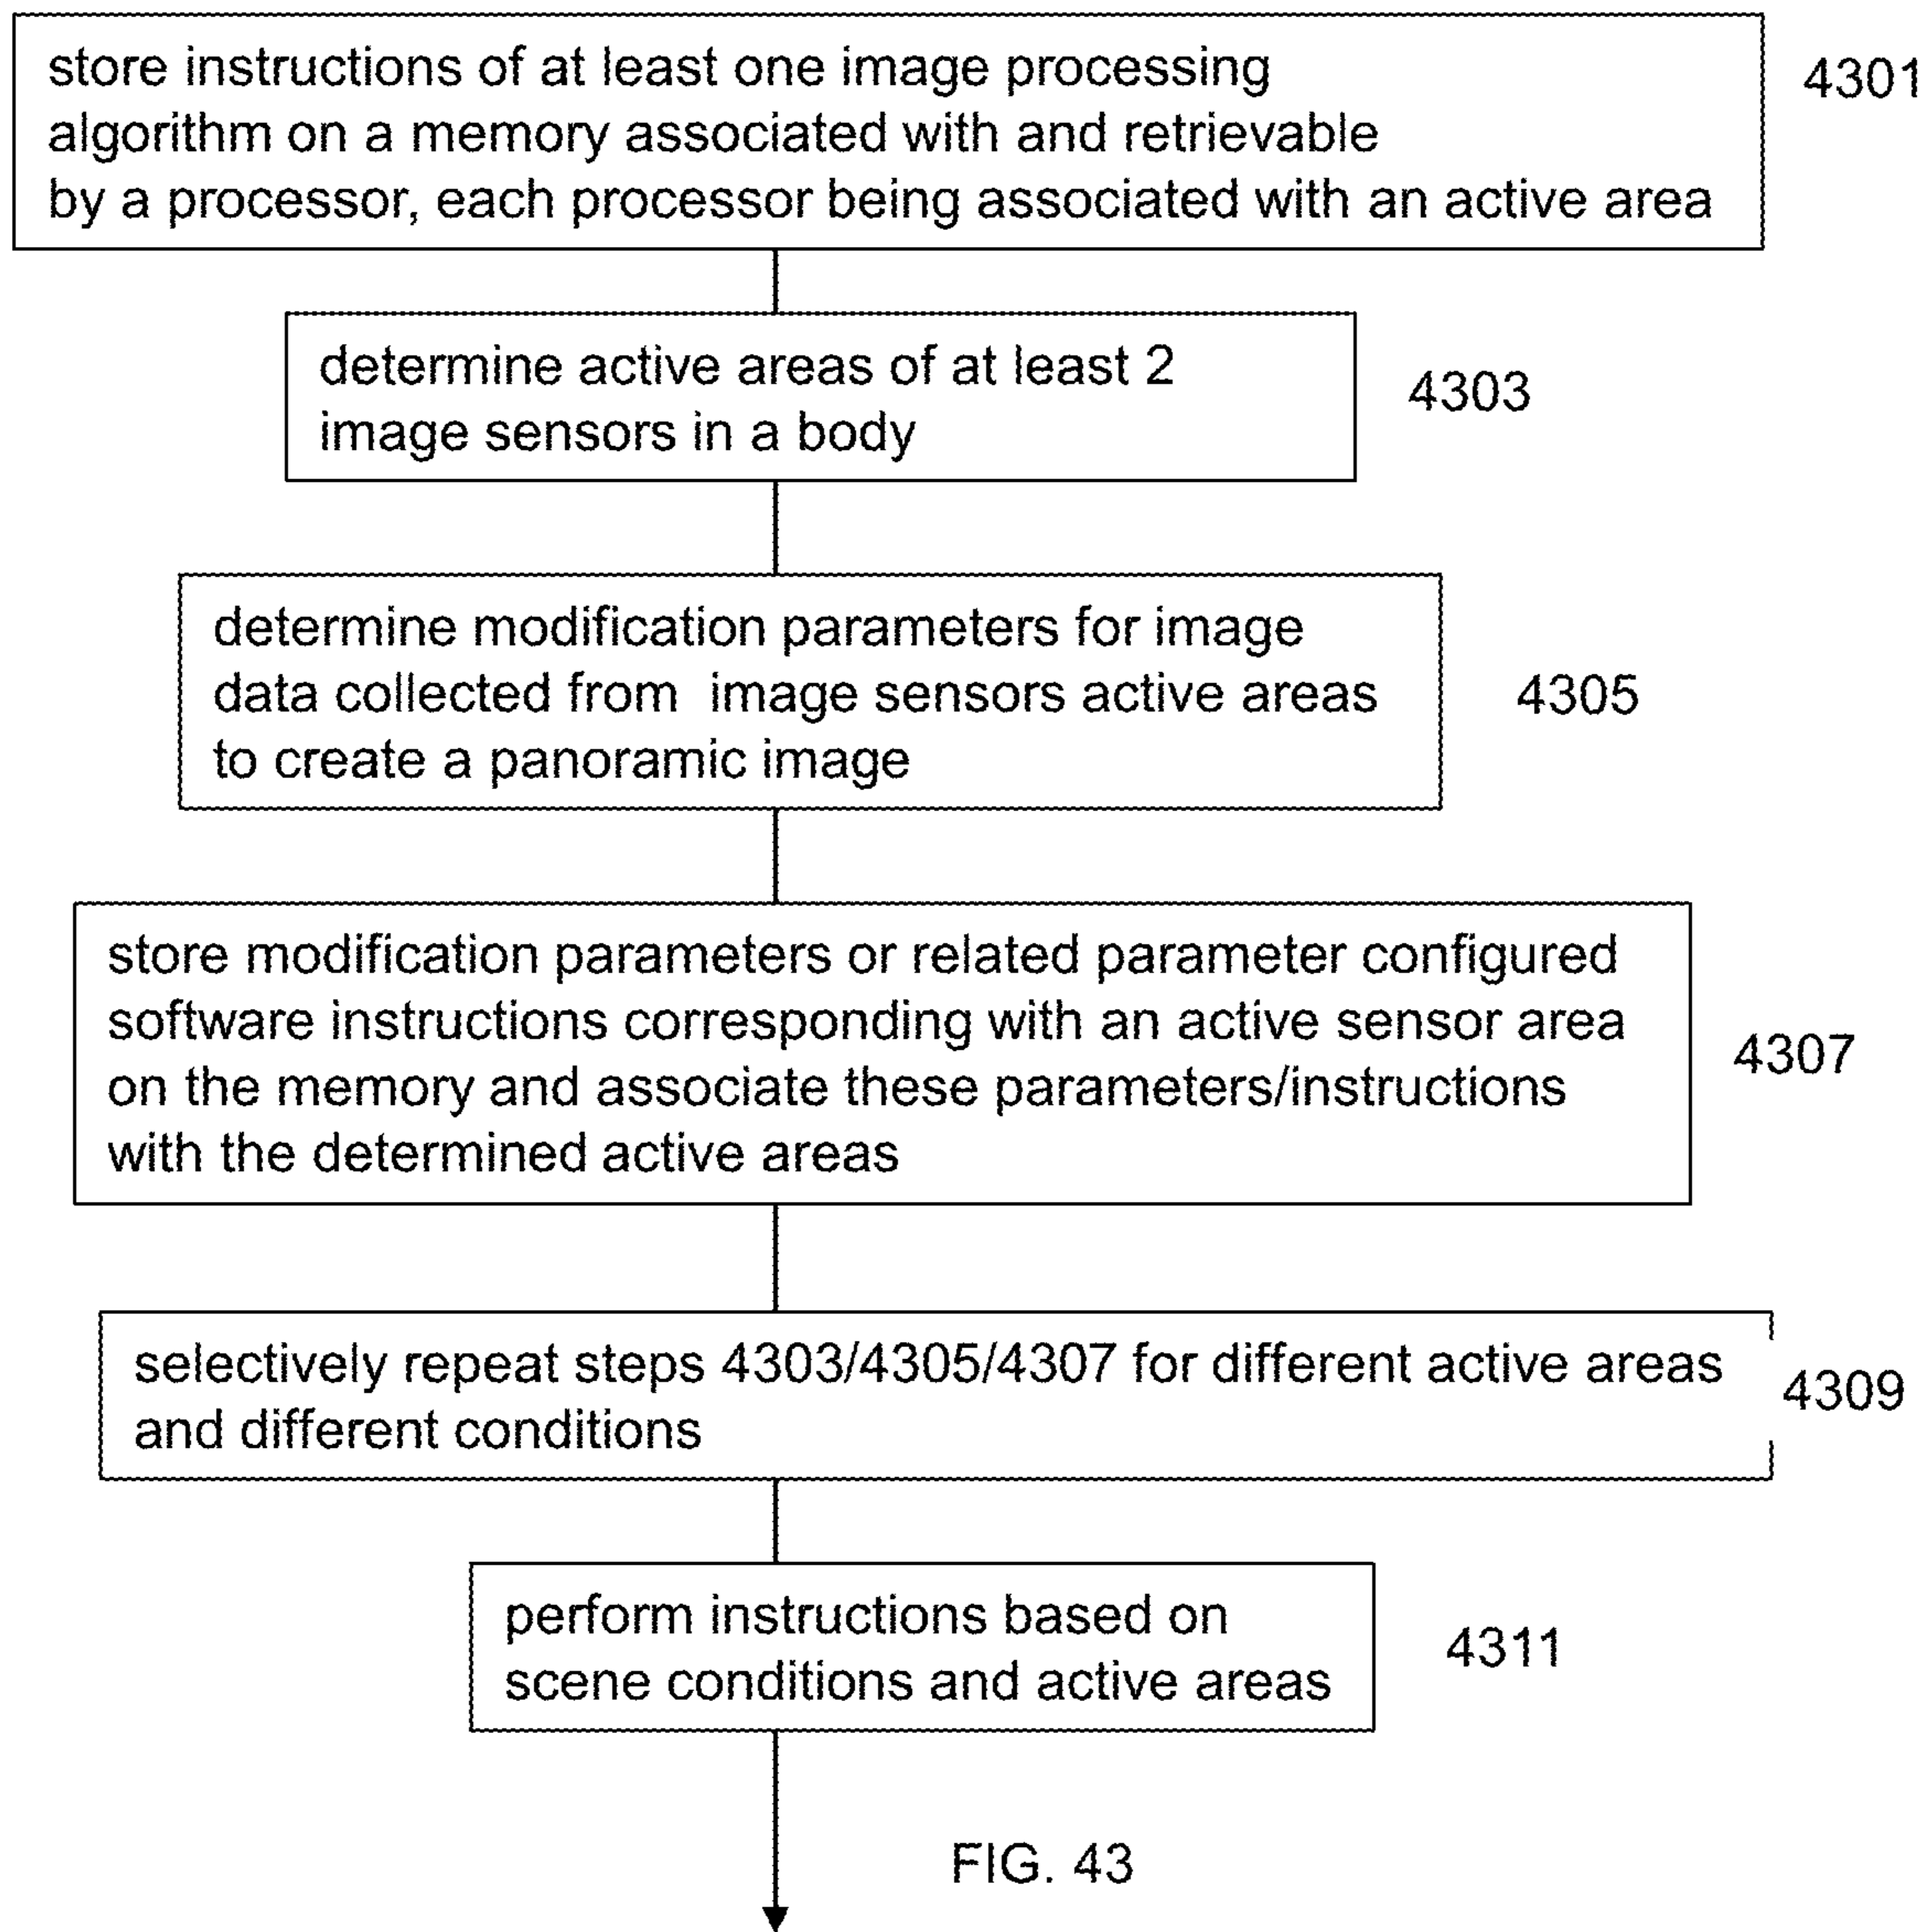 store instructions of at least one image processing
algorithm on a memory associated with and retrievable
by a processor, each processor being associated with an active area
4301
determine active areas of at least 2
image sensors in a body
4303
determine modification parameters for image
data collected from image sensors active areas
to create a panoramic image
4305
store modification parameters or related parameter configured
software instructions corresponding with an active sensor area
on the memory and associate these parameters/instructions
with the determined active areas
4307
selectively repeat steps 4303/4305/4307 for different active areas
and different conditions
4309
perform instructions based on
scene conditions and active areas
4311
FIG. 43